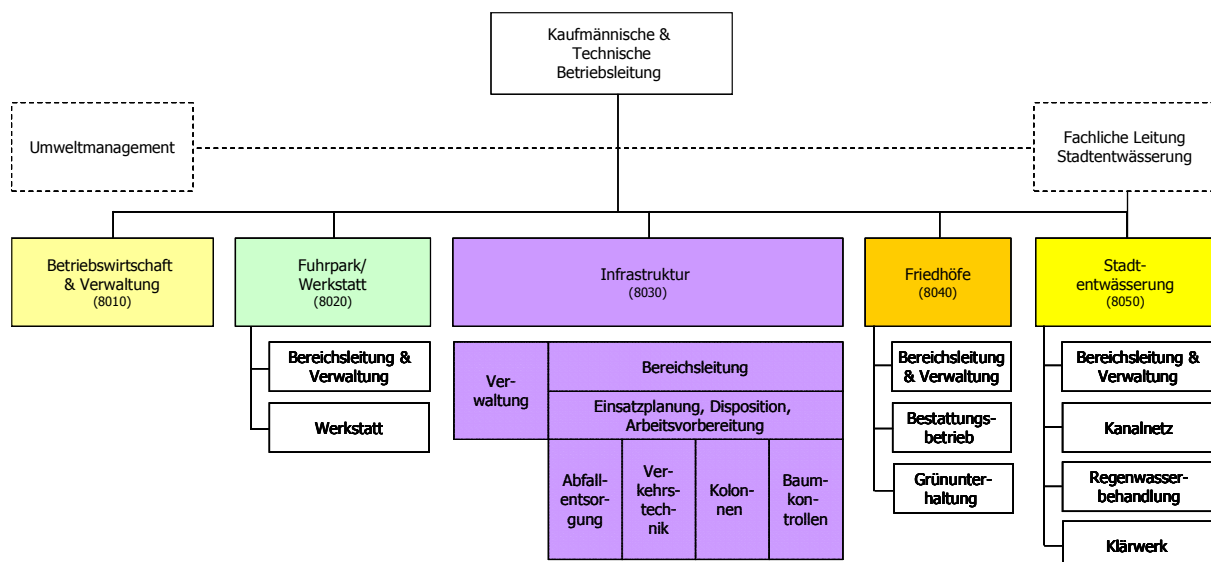 Kaufmännische &
Technische
Betriebsleitung
Umweltmanagement
Fachliche Leitung
Stadtentwässerung
Betriebswirtschaft
& Verwaltung
(8010)
Fuhrpark/
Werkstatt
(8020)
Infrastruktur
(8030)
Friedhöfe
(8040)
Stadt-
entwässerung
(8050)
Bereichsleitung &
Verwaltung
Werkstatt
Ver-
waltung
Bereichsleitung
Einsatzplanung, Disposition,
Arbeitsvorbereitung
Abfall-
entsor-
gung
Ver-
kehrs-
tech-
nik
Kolon-
nen
Baum-
kon-
trollen
Bereichsleitung
& Verwaltung
Bestattungs-
betrieb
Grünunter-
haltung
Bereichsleitung &
Verwaltung
Kanalnetz
Regenwasser-
behandlung
Klärwerk